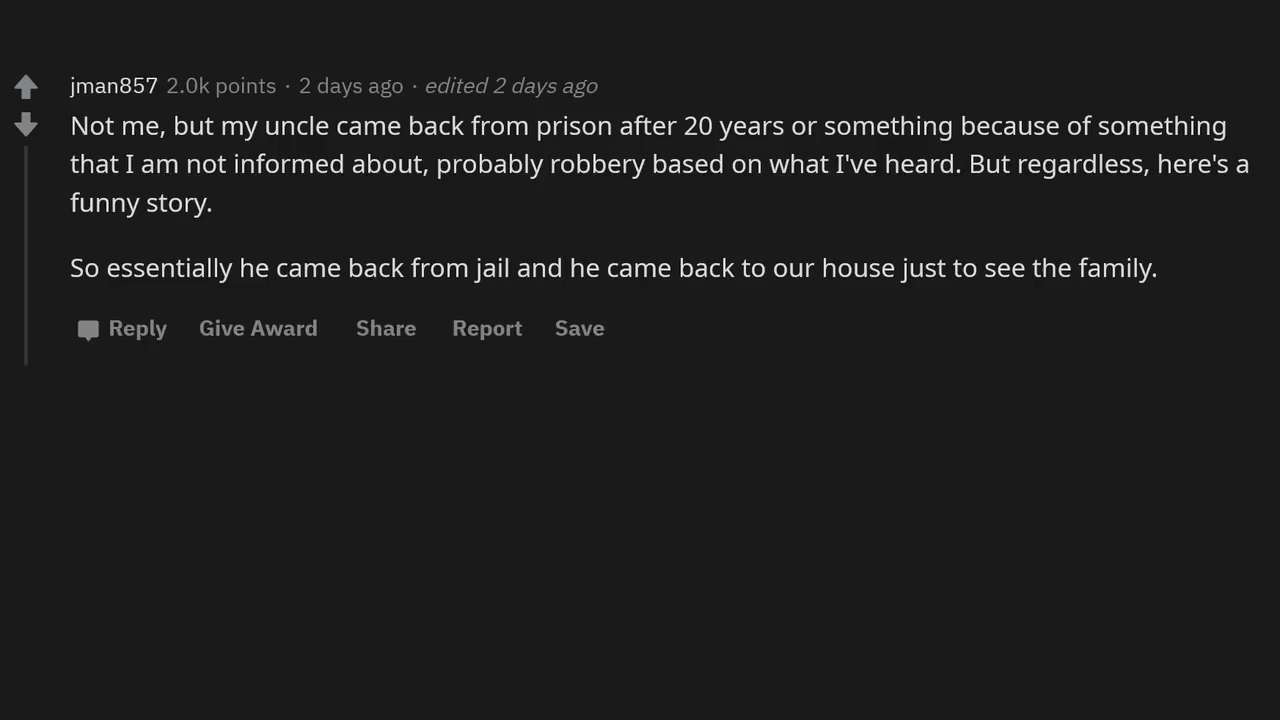 jman857 2.0k points · 2 days ago · edited 2 days ago
Not me, but my uncle came back from prison after 20 years or something because of something
that I am not informed about, probably robbery based on what I've heard. But regardless, here's a
funny story.
So essentially he came back from jail and he came back to our house just to see the family.
Reply Give Award Share Report Save